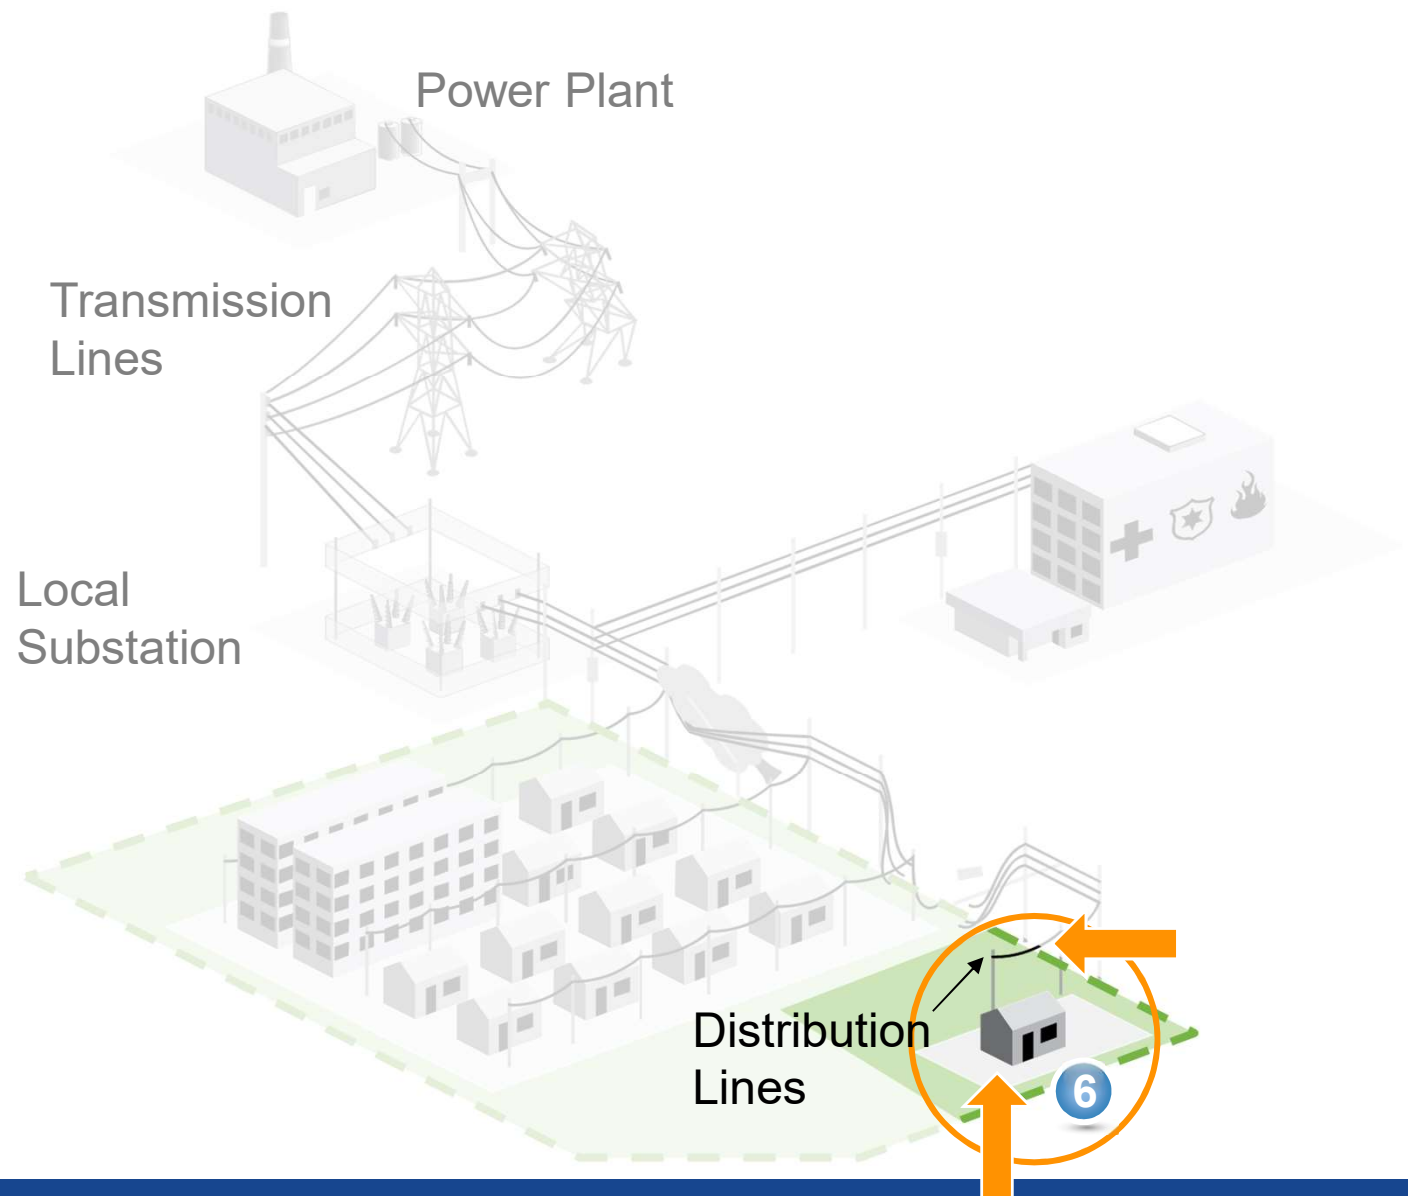 Power Plant
Transmission
Lines
Local
Substation
Distribution
Lines
6